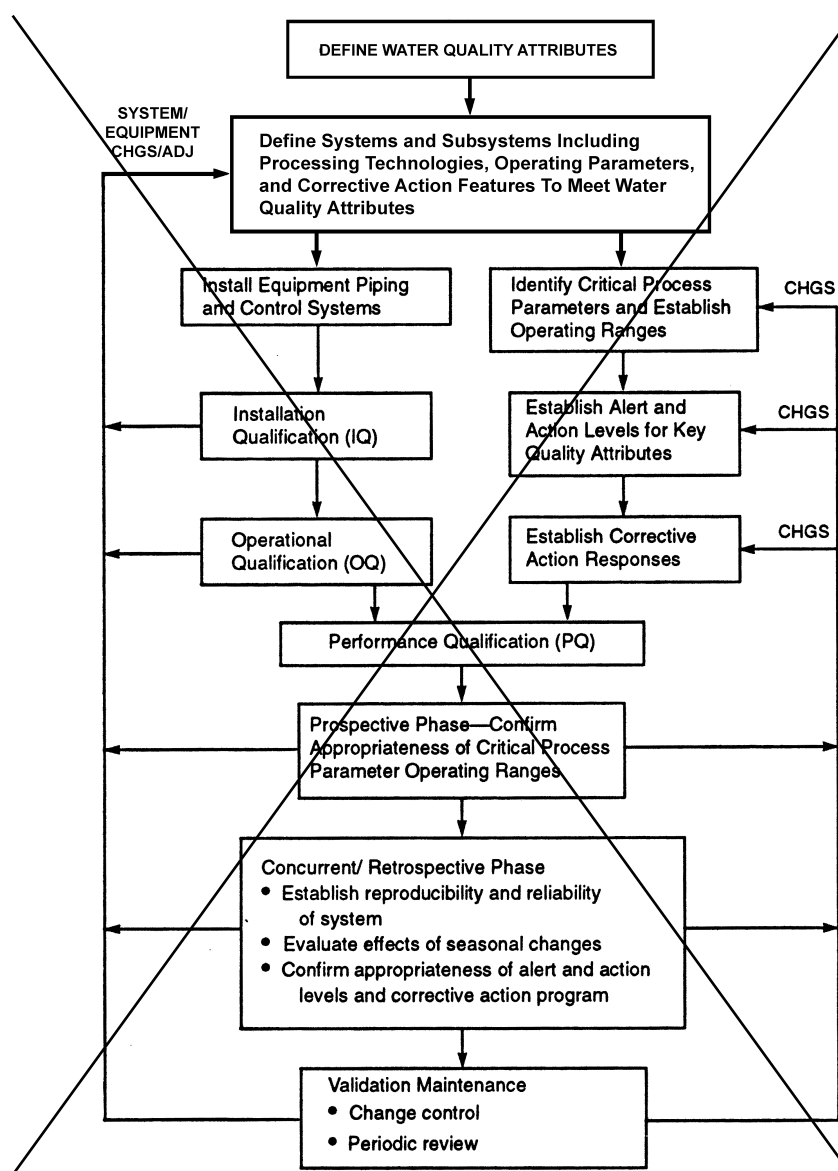 DEFINE WATER QUALITY ATTRIBUTES
SYSTEM/
EQUIPMENT
CHGS/ADJ
Define Systems and Subsystems Including
Processing Technologies, Operating Parameters,
and Corrective Action Features To Meet Water
Quality Attributes
Install Equipment Piping
and Control Systems
Identify Critical Process
Parameters and Establish
Operating Ranges
CHGS
Installation
Qualification (IQ)
Establish Alert and
Action Levels for Key
Quality Attributes
CHGS
Operational
Qualification (OQ)
Establish Corrective
Action Responses
CHGS
Performance Qualification (PQ)
Prospective Phase—Confirm
Appropriateness of Critical Process
Parameter Operating Ranges
Concurrent/ Retrospective Phase
• Establish reproducibility and reliability
of system
• Evaluate effects of seasonal changes
• Confirm appropriateness of alert and action
levels and corrective action program
Validation Maintenance
• Change control
• Periodic review